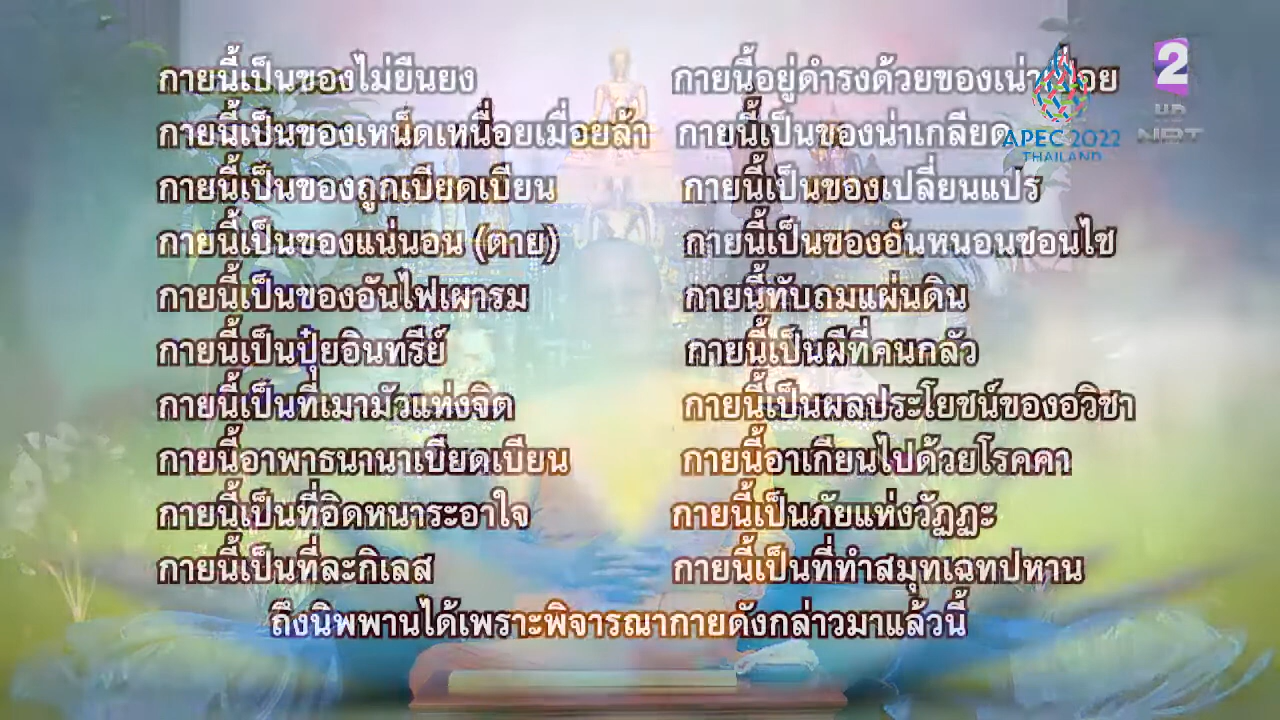 กายนี้เป็นของไม่ยืนยง กายนี้อยู่ดำรงด้วยของ
กายนี้เป็นของเหน็ดเหนื่อยเมื่อยล้า กายนี้เป็นของน่าเกลียด
กายนี้เป็นของถูกเบียดเบียน กายนี้เป็นของเปลี่ยนแปร
กายนี้เป็นของแน่นอน (ตาย) กายนี้เป็นของอันหนอนชอนไช
กายนี้เป็นของอันไฟเผารม กายนี้ทับถมแผ่นดิน
กายนี้เป็นปุ๋ยอินทรีย์ กายนี้เป็นผีที่คนกลัว
กายนี้เป็นที่เมามัวแห่งจิต กายนี้เป็นผลประโยชน์ของอวิชา
กายนี้อาพาธนานาเบียดเบียน กายนี้อาเกียนไปด้วยโรคคา
กายนี้เป็นที่อิดหนาระอาใจ กายนี้เป็นภัยแห่งวัฏฏะ
กายนี้เป็นที่ละกิเลส กายนี้เป็นที่ทำสมุทเฉทปหาน
ถึงนิพพานได้เพราะพิจารณากายดังกล่าวมาแล้วนี้
2
NBT
APEC 2022
THAILAND